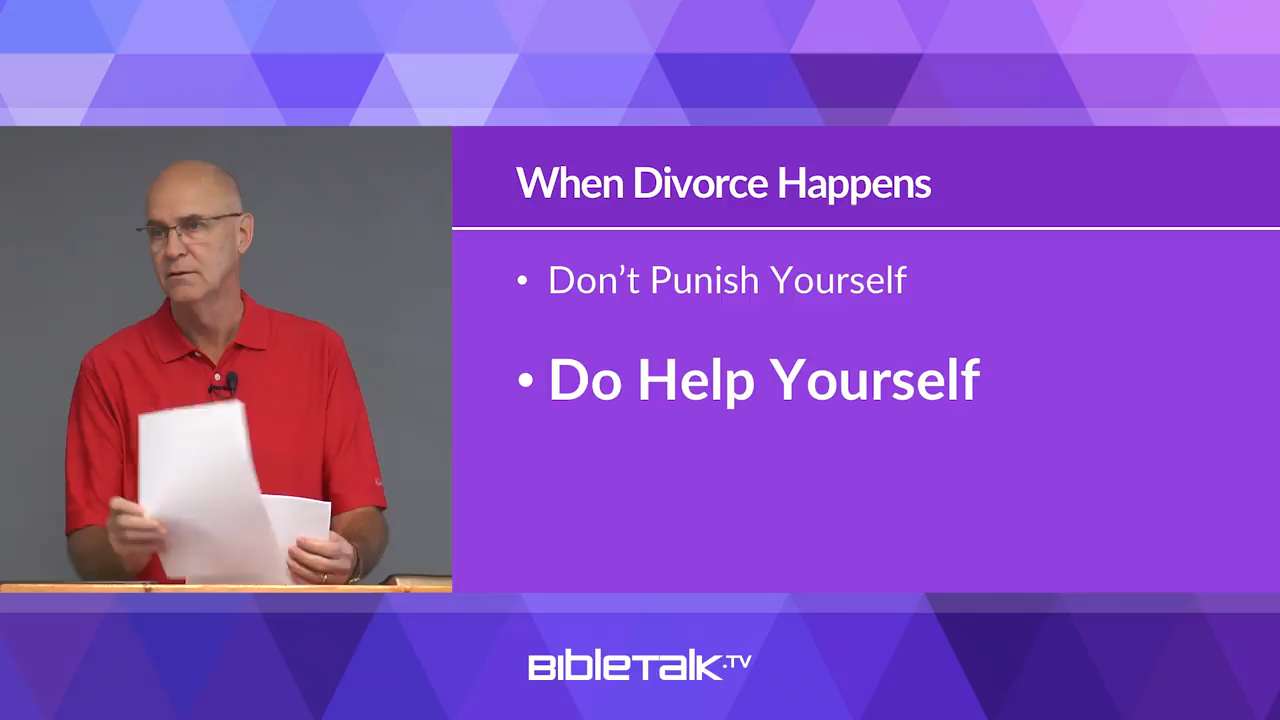 When Divorce Happens
• Don’t Punish Yourself
• Do Help Yourself
BIBLETALK.TV